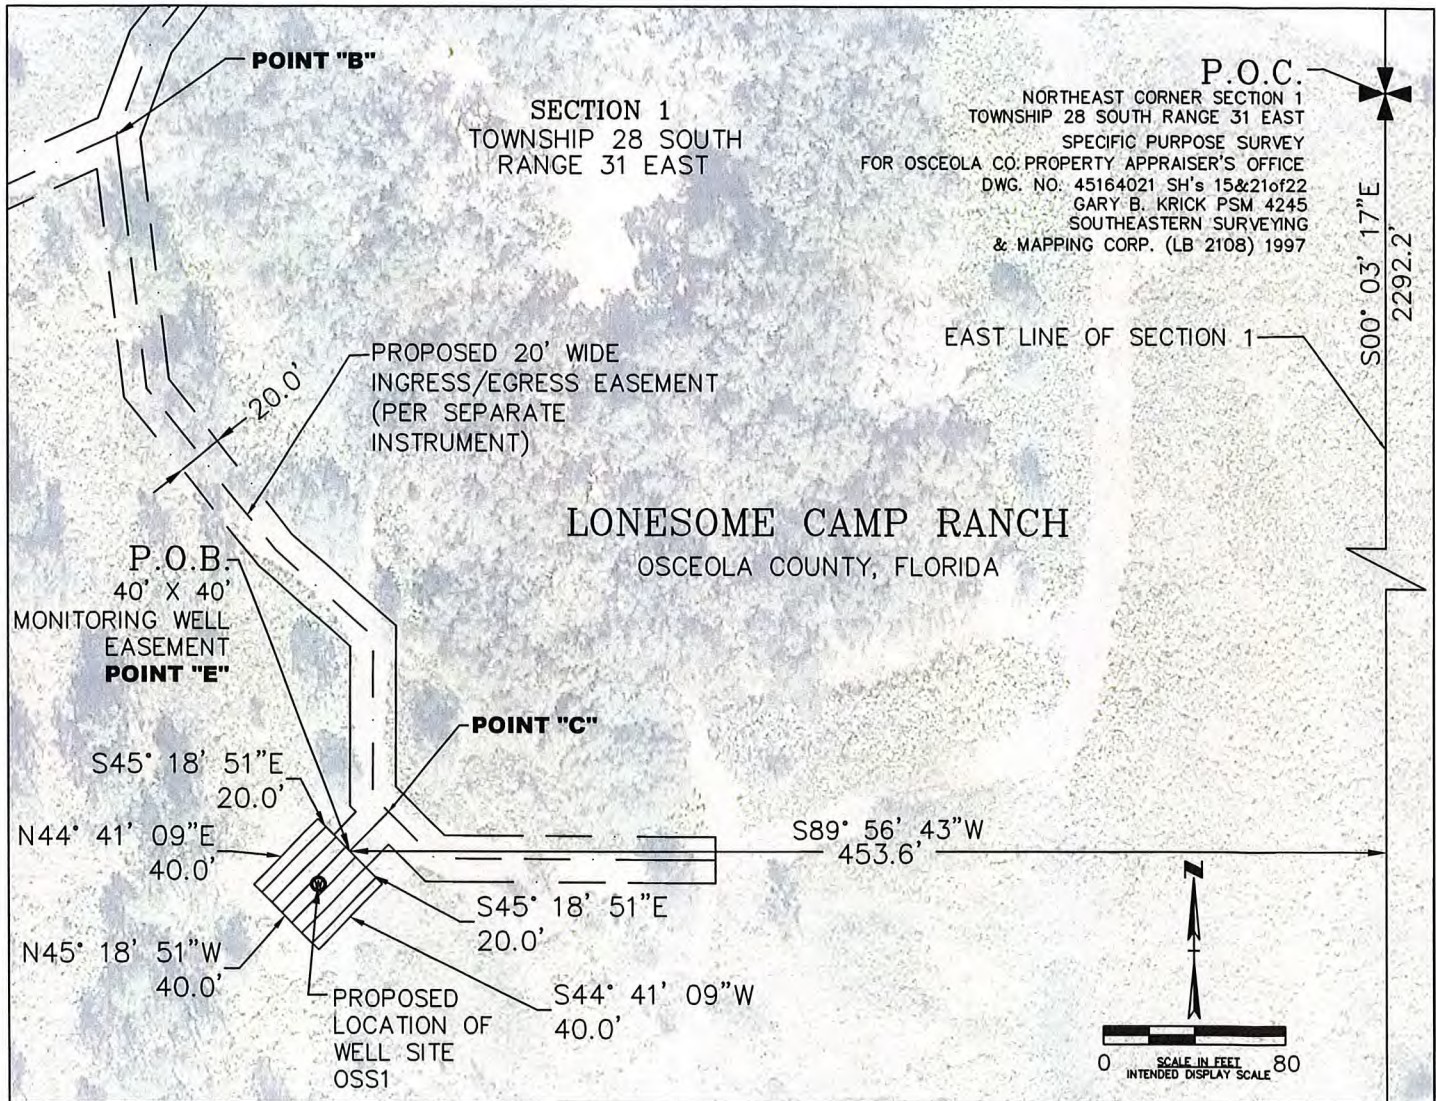 POINT "B"
SECTION 1
TOWNSHIP 28 SOUTH
RANGE 31 EAST
P.O.C.
NORTHEAST CORNER SECTION 1
TOWNSHIP 28 SOUTH RANGE 31 EAST
SPECIFIC PURPOSE SURVEY
FOR OSCEOLA CO. PROPERTY APPRAISER'S OFFICE
DWG. NO. 45164021 SH's 15&21of22
GARY B. KRICK PSM 4245
SOUTHEASTERN SURVEYING
& MAPPING CORP. (LB 2108) 1997
S00° 03' 17"E
2292.2'
EAST LINE OF SECTION 1
PROPOSED 20' WIDE
INGRESS/EGRESS EASEMENT
(PER SEPARATE
INSTRUMENT)
20.0'
LONESOME CAMP RANCH
OSCEOLA COUNTY, FLORIDA
P.O.B.
40' X 40'
MONITORING WELL
EASEMENT
POINT "E"
POINT "C"
S45° 18' 51"E
20.0'
N44° 41' 09"E
40.0'
S89° 56' 43"W
453.6'
S45° 18' 51"E
20.0'
N45° 18' 51"W
40.0'
S44° 41' 09"W
40.0'
W
PROPOSED
LOCATION OF
WELL SITE
OSS1
N
0 80
SCALE IN FEET
INTENDED DISPLAY SCALE